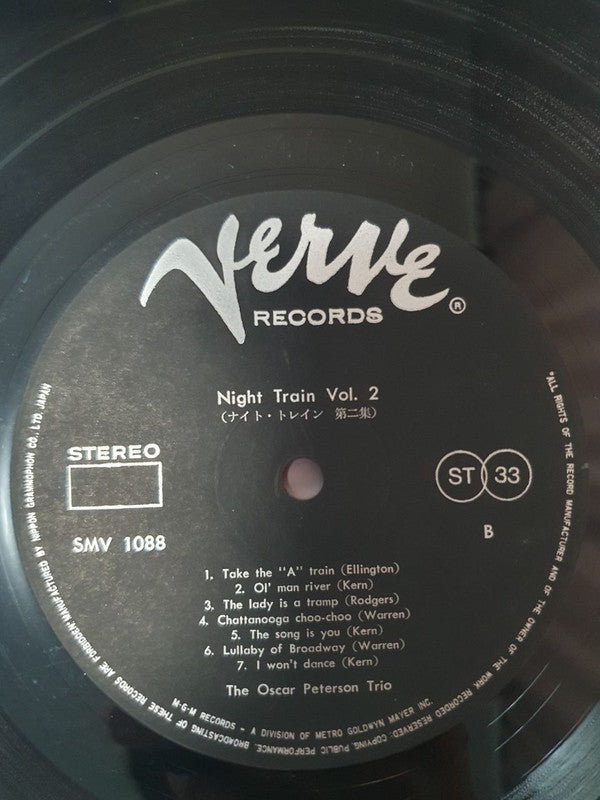 Verve
RECORDS ®
Night Train Vol. 2
(ナイト・トレイン 第二集)
STEREO
SMV 1088
ST 33
B
1. Take the "A" train (Ellington)
2. Ol' man river (Kern)
3. The lady is a tramp (Rodgers)
4. Chattanooga choo-choo (Warren)
5. The song is you (Kern)
6. Lullaby of Broadway (Warren)
7. I won't dance (Kern)
The Oscar Peterson Trio
M-G-M RECORDS - A DIVISION OF METRO GOLDWYN MAYER INC.
"ALL RIGHTS OF THE RECORD MANUFACTURER AND OF THE OWNER OF THE WORK RECORDED RESERVED. COPYING, PUBLIC PERFORMANCE, BROADCASTING OF THESE RECORDS ARE FORBIDDEN" MANUFACTURED BY NIPPON GRAMMOPHON CO., LTD. JAPAN